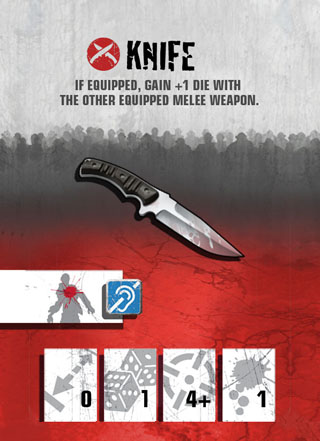 KNIFE
IF EQUIPPED, GAIN +1 DIE WITH
THE OTHER EQUIPPED MELEE WEAPON.
0 1 4+ 1